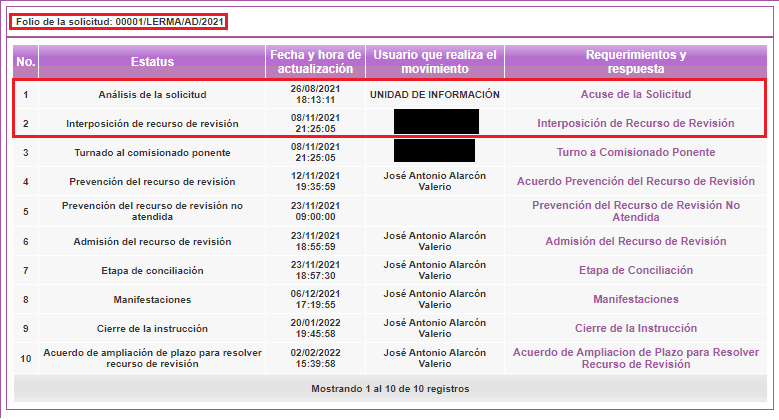 Folio de la solicitud: 00001/LERMA/AD/2021
No. Estatus Fecha y hora de actualización Usuario que realiza el movimiento Requerimientos y respuesta
1 Análisis de la solicitud 26/08/2021 18:13:11 UNIDAD DE INFORMACIÓN Acuse de la Solicitud
2 Interposición de recurso de revisión 08/11/2021 21:25:05 Interposición de Recurso de Revisión
3 Turnado al comisionado ponente 08/11/2021 21:25:05 Turno a Comisionado Ponente
4 Prevención del recurso de revisión 12/11/2021 19:35:59 José Antonio Alarcón Valerio Acuerdo Prevención del Recurso de Revisión
5 Prevención del recurso de revisión no atendida 23/11/2021 09:00:00 Prevención del Recurso de Revisión No Atendida
6 Admisión del recurso de revisión 23/11/2021 18:55:59 José Antonio Alarcón Valerio Admisión del Recurso de Revisión
7 Etapa de conciliación 23/11/2021 18:57:30 José Antonio Alarcón Valerio Etapa de Conciliación
8 Manifestaciones 06/12/2021 17:19:55 José Antonio Alarcón Valerio Manifestaciones
9 Cierre de la instrucción 20/01/2022 19:45:58 José Antonio Alarcón Valerio Cierre de la Instrucción
10 Acuerdo de ampliación de plazo para resolver recurso de revisión 02/02/2022 15:39:58 José Antonio Alarcón Valerio Acuerdo de Ampliacion de Plazo para Resolver Recurso de Revisión
Mostrando 1 al 10 de 10 registros